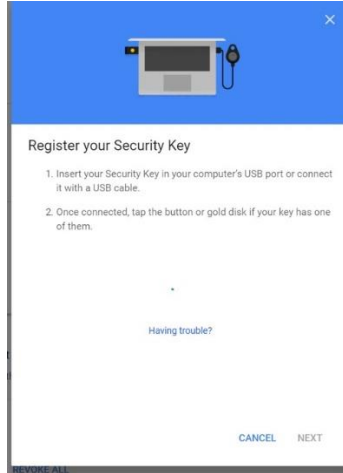 Register your Security Key
1. Insert your Security Key in your computer's USB port or connect
it with a USB cable.
2. Once connected, tap the button or gold disk if your key has one
of them.
Having trouble?
CANCEL NEXT
REVOKE ALL